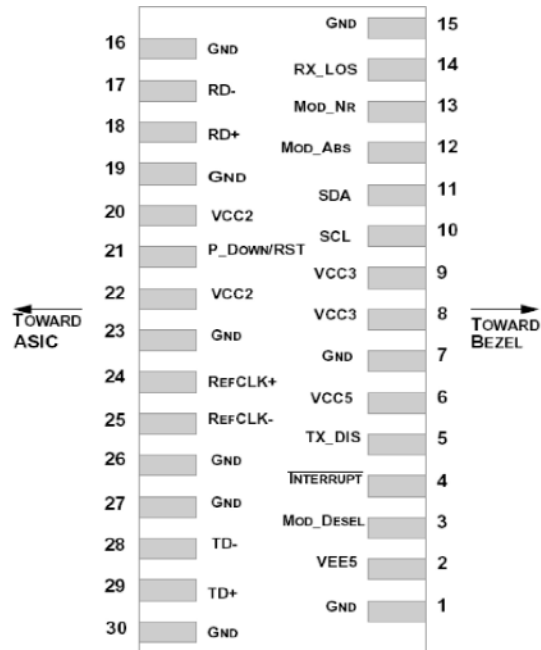 16 GND
17 RD-
18 RD+
19 GND
20 VCC2
21 P_DOWN/RST
22 VCC2
23 GND
24 REFCLK+
25 REFCLK-
26 GND
27 GND
28 TD-
29 TD+
30 GND
TOWARD
ASIC
GND 15
RX_LOS 14
MOD_NR 13
MOD_ABS 12
SDA 11
SCL 10
VCC3 9
VCC3 8
GND 7
VCC5 6
TX_DIS 5
INTERRUPT 4
MOD_DESEL 3
VEE5 2
GND 1
TOWARD
BEZEL